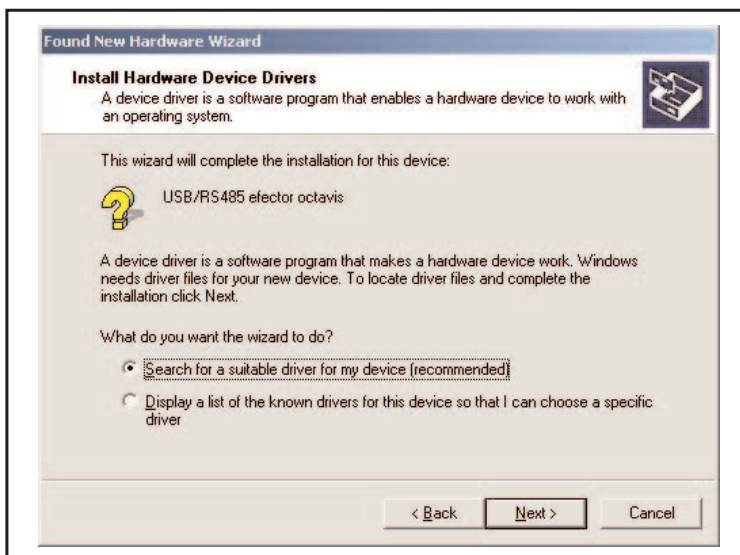 Found New Hardware Wizard
Install Hardware Device Drivers
A device driver is a software program that enables a hardware device to work with
an operating system.
This wizard will complete the installation for this device:
USB/RS485 efector octavis
A device driver is a software program that makes a hardware device work. Windows
needs driver files for your new device. To locate driver files and complete the
installation click Next.
What do you want the wizard to do?
Search for a suitable driver for my device (recommended)
Display a list of the known drivers for this device so that I can choose a specific
driver
< Back Next > Cancel